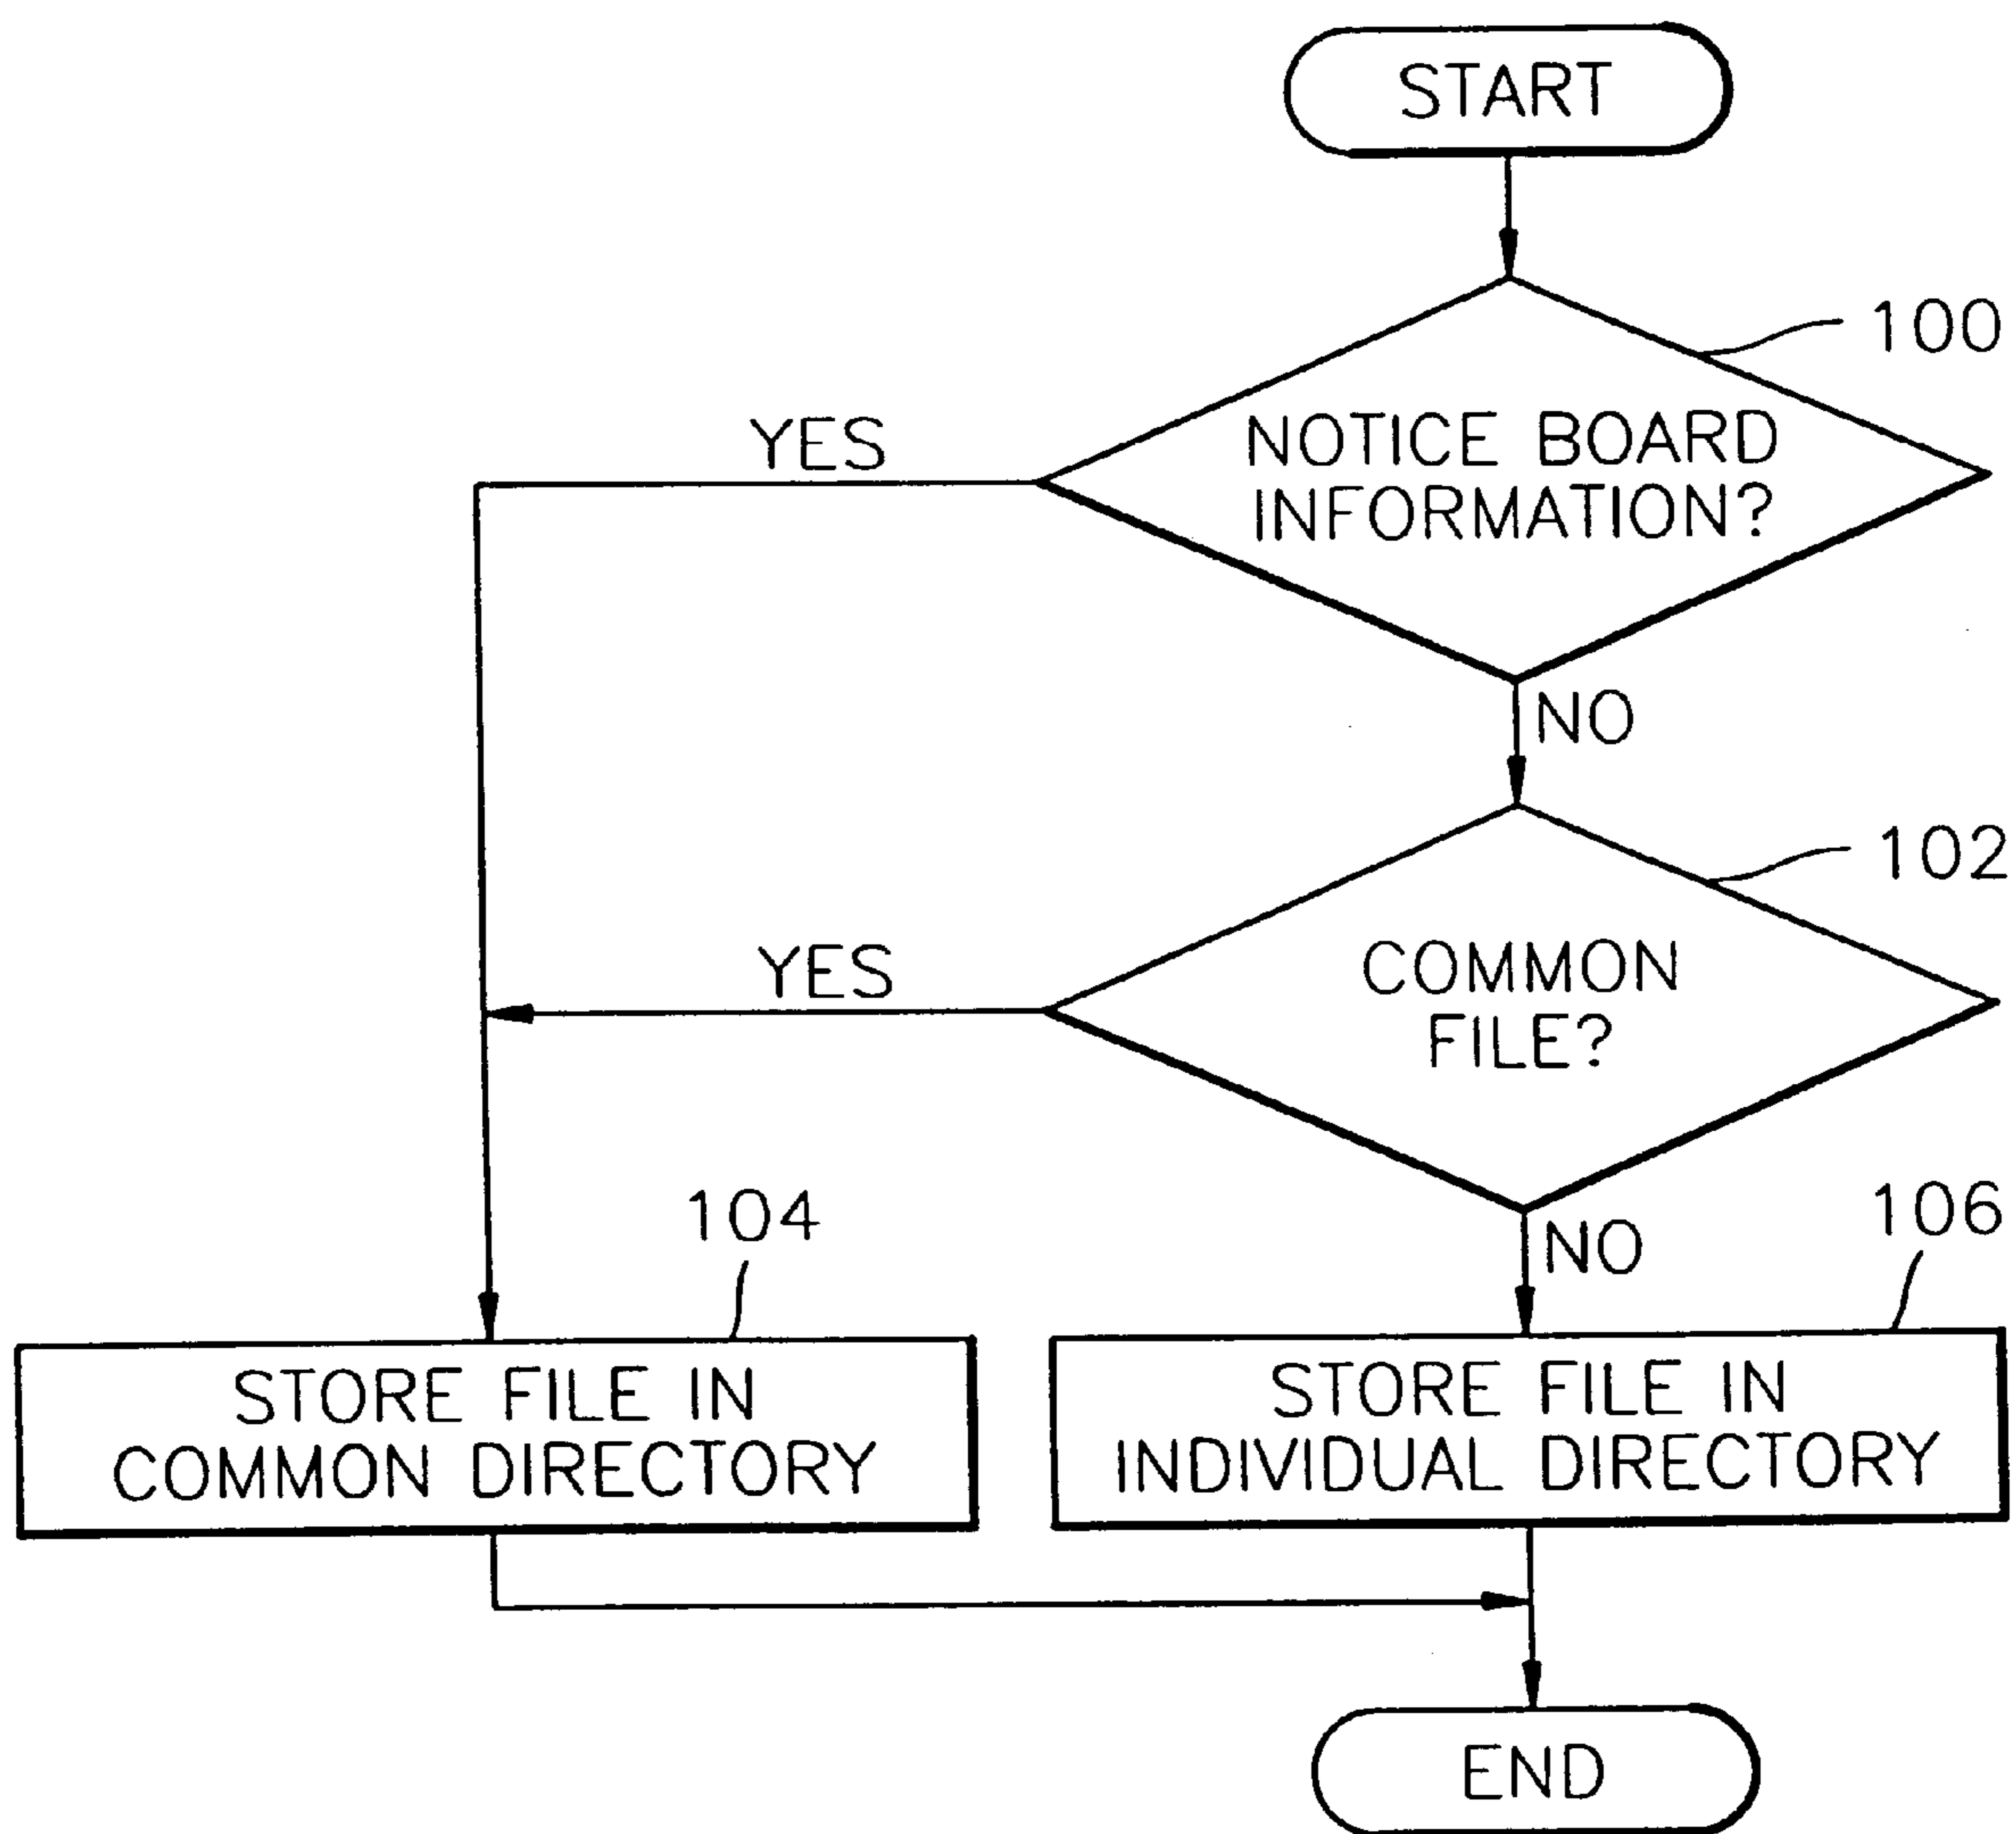 START
100
NOTICE BOARD
INFORMATION?
YES
NO
102
COMMON
FILE?
YES
NO
104
STORE FILE IN
COMMON DIRECTORY
106
STORE FILE IN
INDIVIDUAL DIRECTORY
END